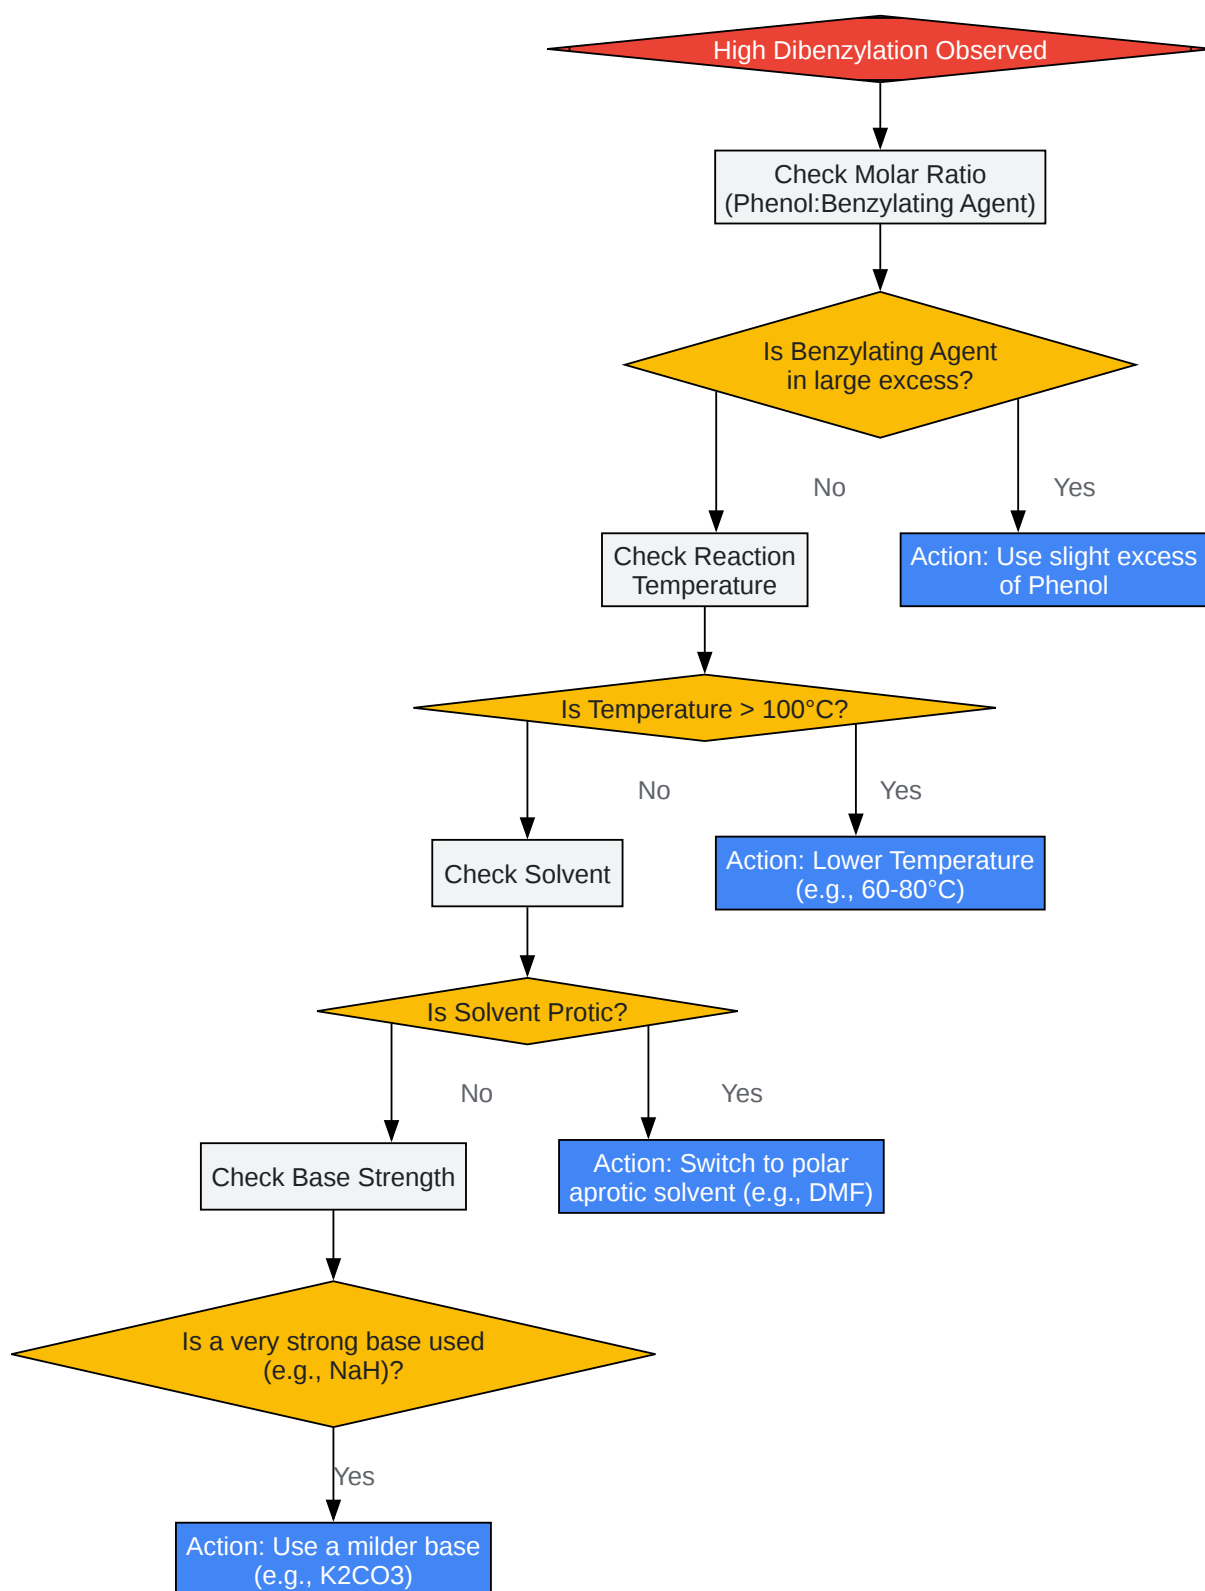 High Dibenzylation Observed
Check Molar Ratio
(Phenol:Benzylating Agent)
Is Benzylating Agent
in large excess?
No
Yes
Check Reaction
Temperature
Action: Use slight excess
of Phenol
Is Temperature > 100°C?
No
Yes
Check Solvent
Action: Lower Temperature
(e.g., 60-80°C)
Is Solvent Protic?
No
Yes
Check Base Strength
Action: Switch to polar
aprotic solvent (e.g., DMF)
Is a very strong base used
(e.g., NaH)?
Yes
Action: Use a milder base
(e.g., K2CO3)